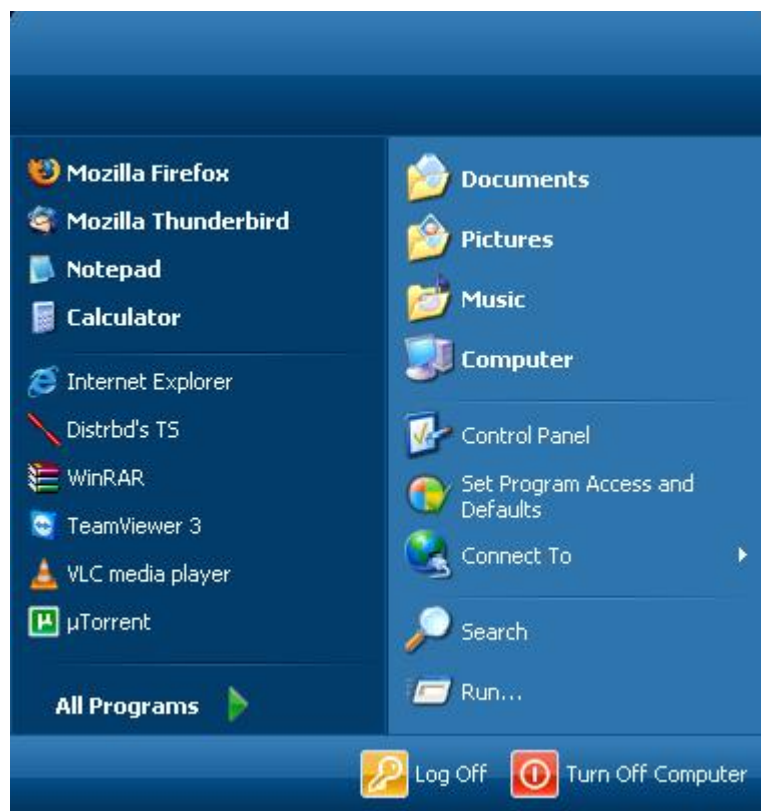 Mozilla Firefox
Mozilla Thunderbird
Notepad
Calculator
Internet Explorer
Distrbd's TS
WinRAR
TeamViewer 3
VLC media player
µTorrent
All Programs
Documents
Pictures
Music
Computer
Control Panel
Set Program Access and
Defaults
Connect To
Search
Run...
Log Off
Turn Off Computer